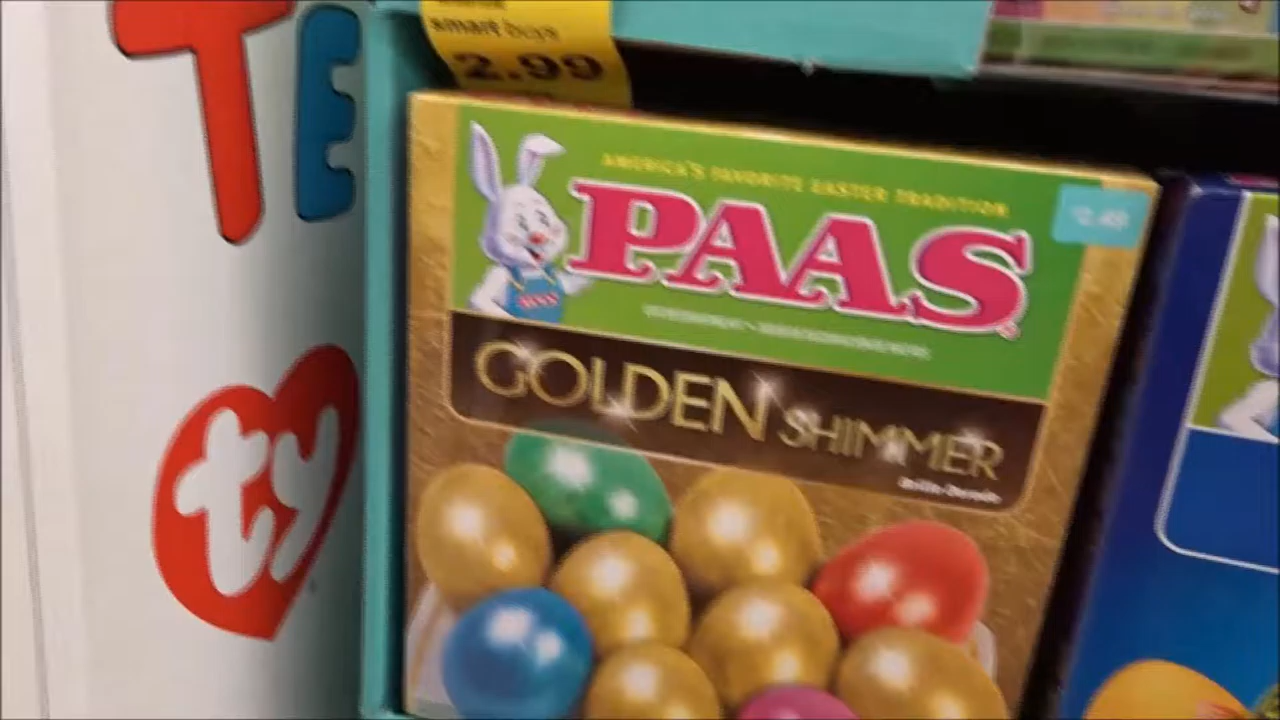 TE
smart buys
2.99
AMERICA'S FAVORITE EASTER TRADITION
PAAS
GOLDEN SHIMMER
ty